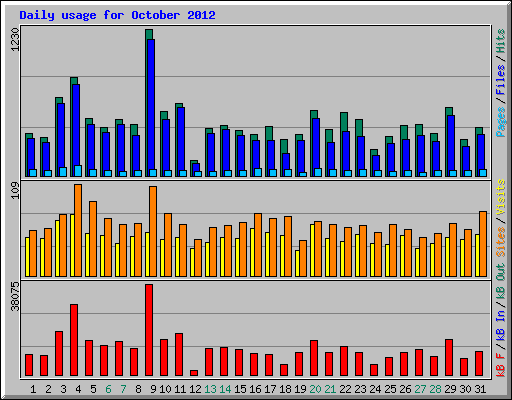 Daily usage for October 2012
1230
Pages / Files / Hits
109
Sites / Visits
38075
kB F / kB In / kB Out
1 2 3 4 5 6 7 8 9 10 11 12 13 14 15 16 17 18 19 20 21 22 23 24 25 26 27 28 29 30 31